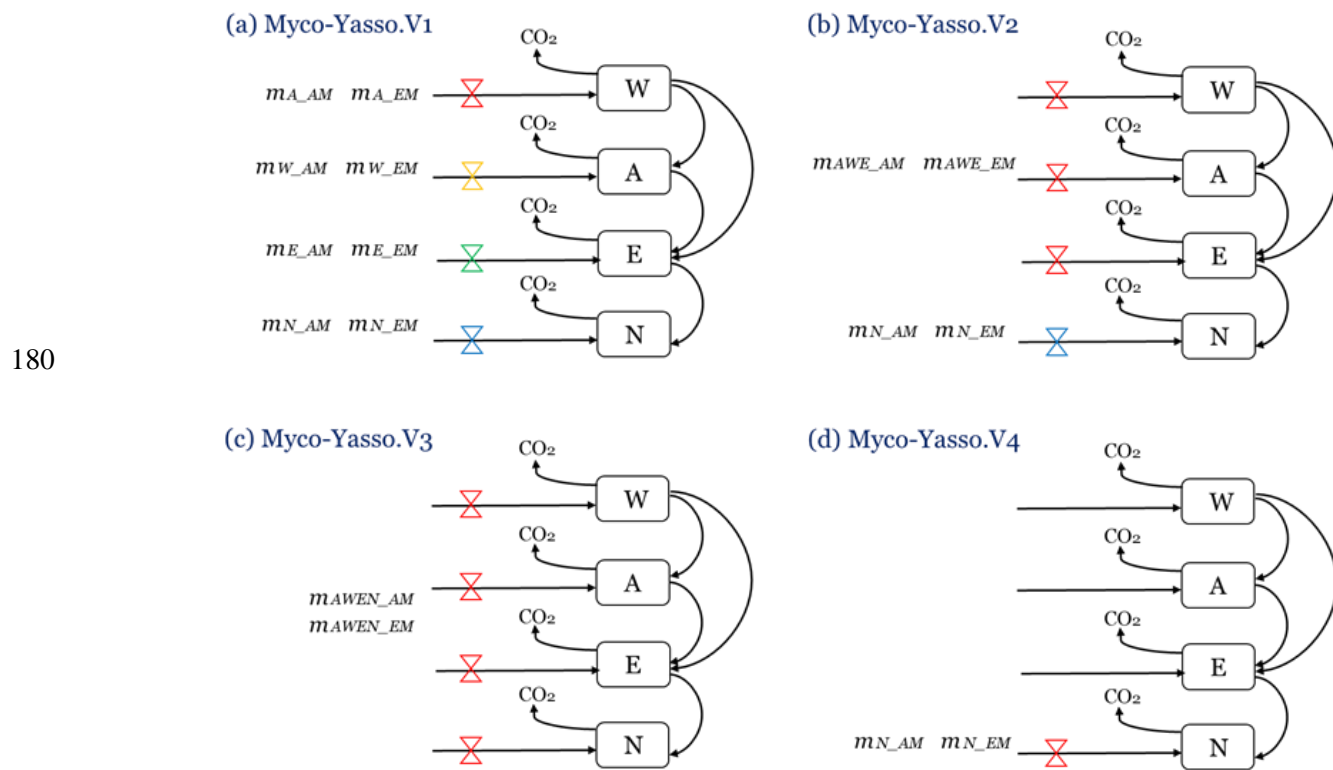 (a) Myco-Yasso.V1
CO2
W
mA_AM mA_EM
CO2
A
mW_AM mW_EM
CO2
E
mE_AM mE_EM
CO2
N
mN_AM mN_EM
(b) Myco-Yasso.V2
CO2
W
CO2
A
mAWE_AM mAWE_EM
CO2
E
CO2
N
mN_AM mN_EM
180
(c) Myco-Yasso.V3
CO2
W
CO2
A
mAWEN_AM
mAWEN_EM
CO2
E
CO2
N
(d) Myco-Yasso.V4
CO2
W
CO2
A
CO2
E
CO2
N
mN_AM mN_EM